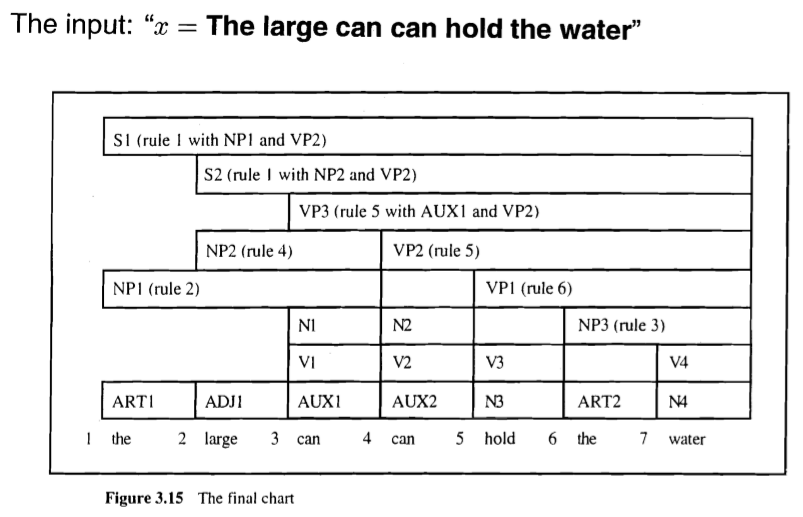 The input: “x = The large can can hold the water”
S1 (rule 1 with NP1 and VP2)
S2 (rule 1 with NP2 and VP2)
VP3 (rule 5 with AUX1 and VP2)
NP2 (rule 4) VP2 (rule 5)
NP1 (rule 2) VP1 (rule 6)
N1 N2 NP3 (rule 3)
V1 V2 V3 V4
ART1 ADJ1 AUX1 AUX2 N3 ART2 N4
1 the 2 large 3 can 4 can 5 hold 6 the 7 water
Figure 3.15 The final chart